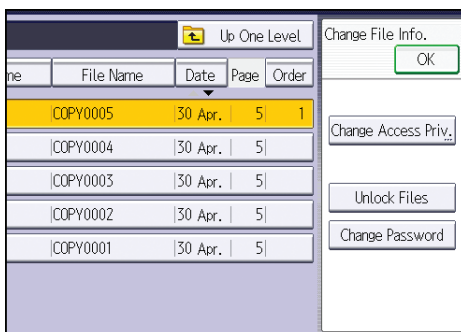 Up One Level
Change File Info.
OK
me File Name Date Page Order
COPY0005 30 Apr. 5 1
COPY0004 30 Apr. 5
COPY0003 30 Apr. 5
COPY0002 30 Apr. 5
COPY0001 30 Apr. 5
Change Access Priv.
Unlock Files
Change Password